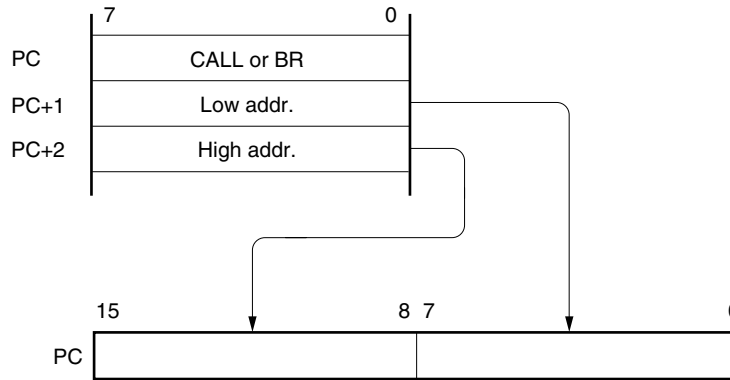 7 0
PC CALL or BR
PC+1 Low addr.
PC+2 High addr.
15 8 7
PC